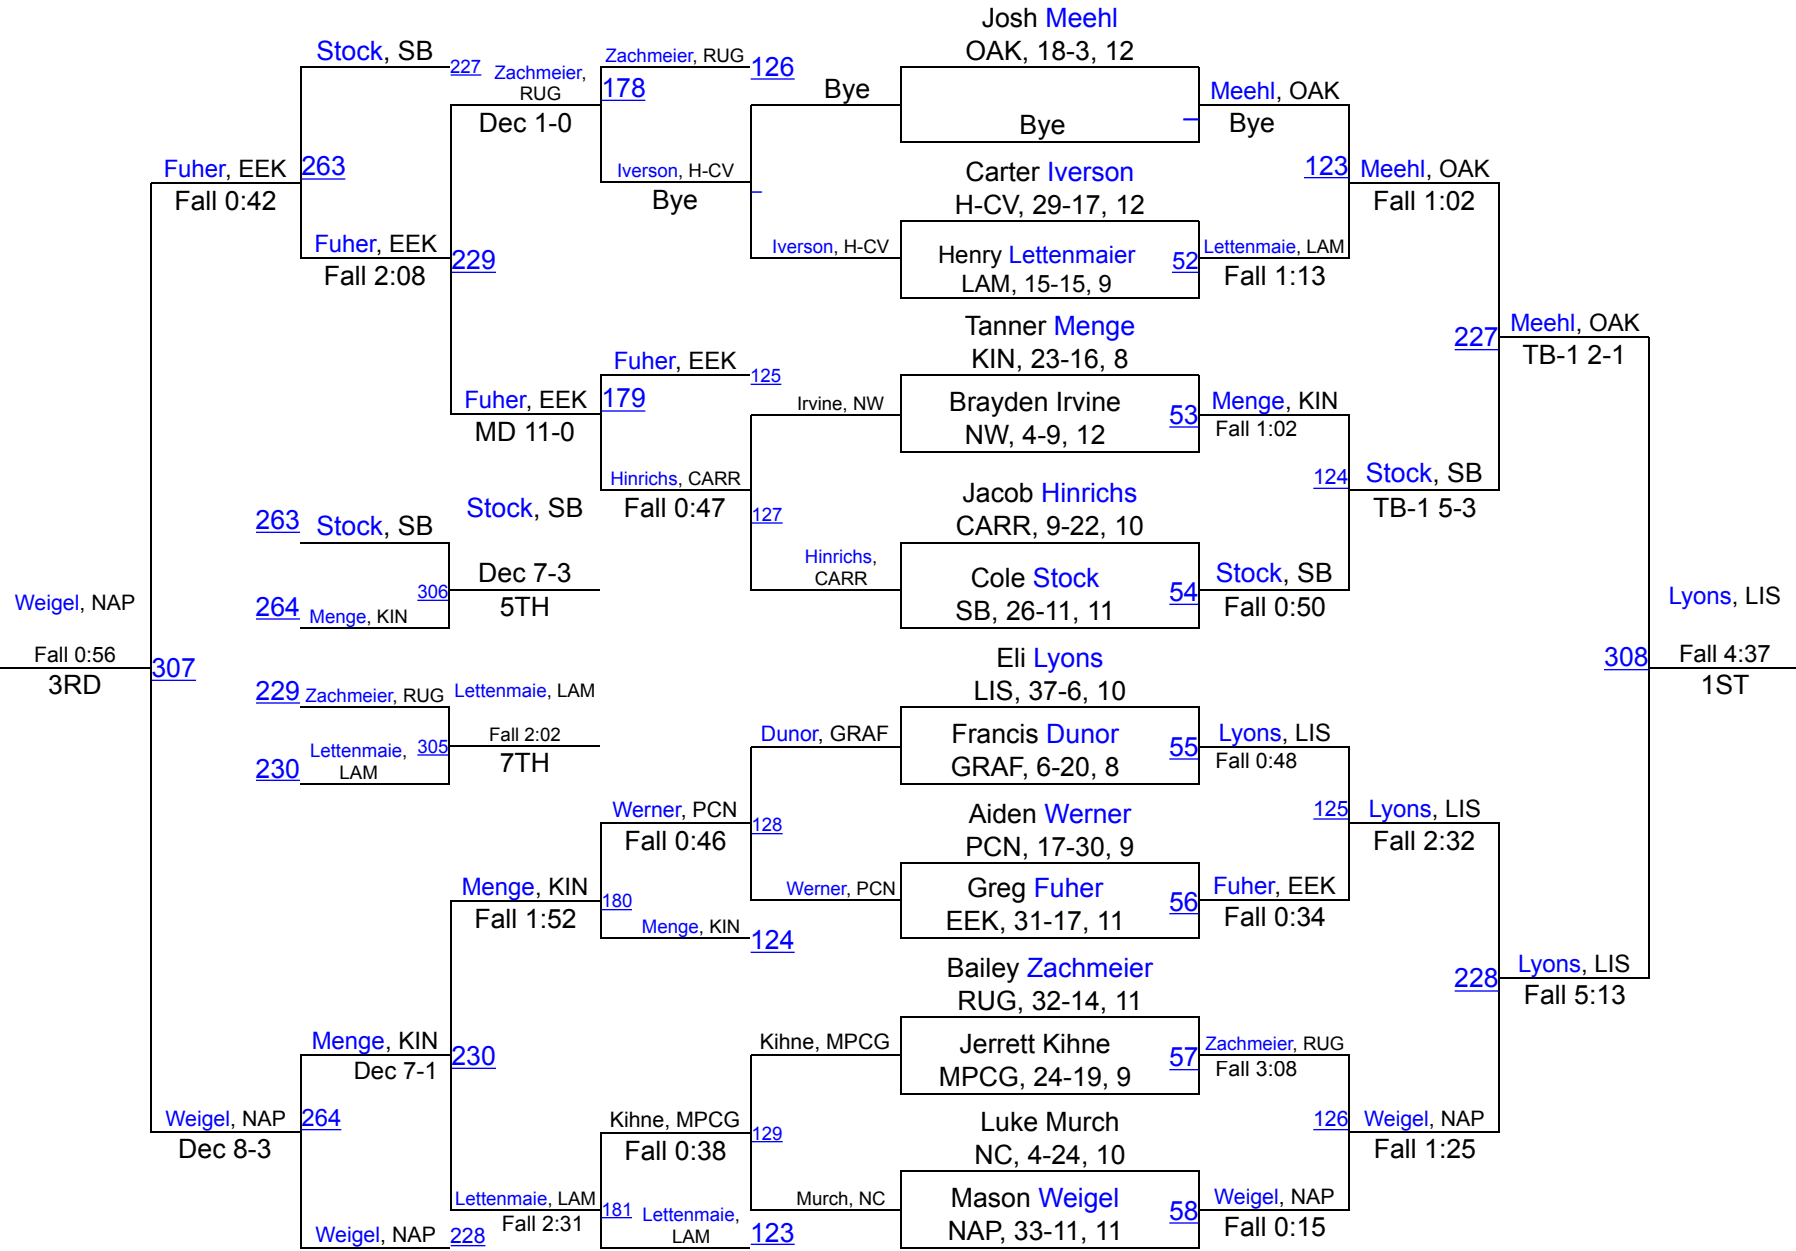 Josh Meehl
OAK, 18-3, 12
Bye
Carter Iverson
H-CV, 29-17, 12
Henry Lettenmaier
LAM, 15-15, 9
52
Tanner Menge
KIN, 23-16, 8
Brayden Irvine
NW, 4-9, 12
53
Jacob Hinrichs
CARR, 9-22, 10
Cole Stock
SB, 26-11, 11
54
Eli Lyons
LIS, 37-6, 10
Francis Dunor
GRAF, 6-20, 8
55
Aiden Werner
PCN, 17-30, 9
Greg Fuher
EEK, 31-17, 11
56
Bailey Zachmeier
RUG, 32-14, 11
Jerrett Kihne
MPCG, 24-19, 9
57
Luke Murch
NC, 4-24, 10
Mason Weigel
NAP, 33-11, 11
58
Meehl, OAK
Bye
123
Lettenmaie, LAM
Fall 1:13
Menge, KIN
Fall 1:02
124
Stock, SB
Fall 0:50
Lyons, LIS
Fall 0:48
125
Fuher, EEK
Fall 0:34
Zachmeier, RUG
Fall 3:08
126
Weigel, NAP
Fall 0:15
Meehl, OAK
Fall 1:02
227
Stock, SB
TB-1 5-3
Lyons, LIS
Fall 2:32
228
Weigel, NAP
Fall 1:25
Meehl, OAK
TB-1 2-1
308
Lyons, LIS
Fall 5:13
Lyons, LIS
Fall 4:37
1ST
Bye
Iverson, H-CV
Irvine, NW
127
Hinrichs,
CARR
Dunor, GRAF
128
Werner, PCN
Kihne, MPCG
129
Murch, NC
Zachmeier, RUG
126
178
Iverson, H-CV
Bye
Fuher, EEK
125
179
Hinrichs, CARR
Fall 0:47
Werner, PCN
Fall 0:46
180
Menge, KIN
124
Kihne, MPCG
Fall 0:38
181
Lettenmaie,
LAM
123
Zachmeier,
RUG
Dec 1-0
229
Fuher, EEK
MD 11-0
Menge, KIN
Fall 1:52
230
Lettenmaie, LAM
Fall 2:31
Stock, SB
227
263
Fuher, EEK
Fall 2:08
Menge, KIN
Dec 7-1
264
Weigel, NAP
228
Fuher, EEK
Fall 0:42
307
Weigel, NAP
Dec 8-3
Weigel, NAP
Fall 0:56
3RD
263
Stock, SB
264
Menge, KIN
306
Stock, SB
Dec 7-3
5TH
229
Zachmeier, RUG
230
Lettenmaie,
LAM
305
Lettenmaie, LAM
Fall 2:02
7TH